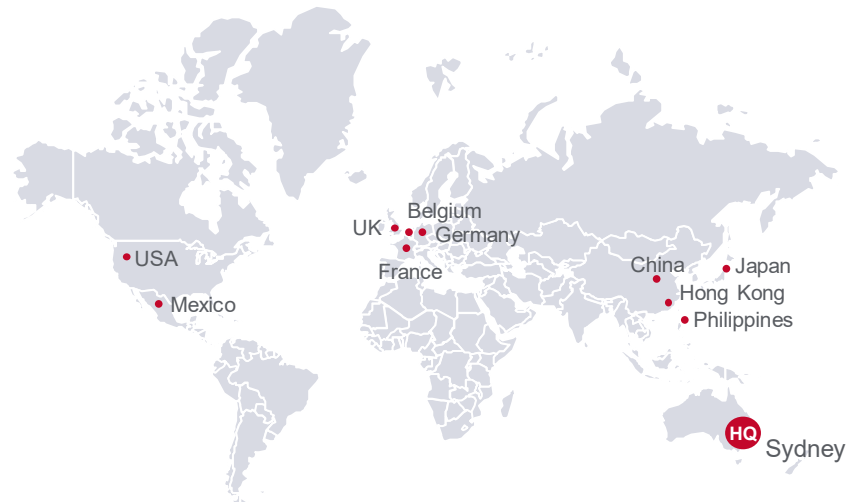 Belgium
UK
Germany
USA
France
China
Japan
Hong Kong
Mexico
Philippines
HQ
Sydney